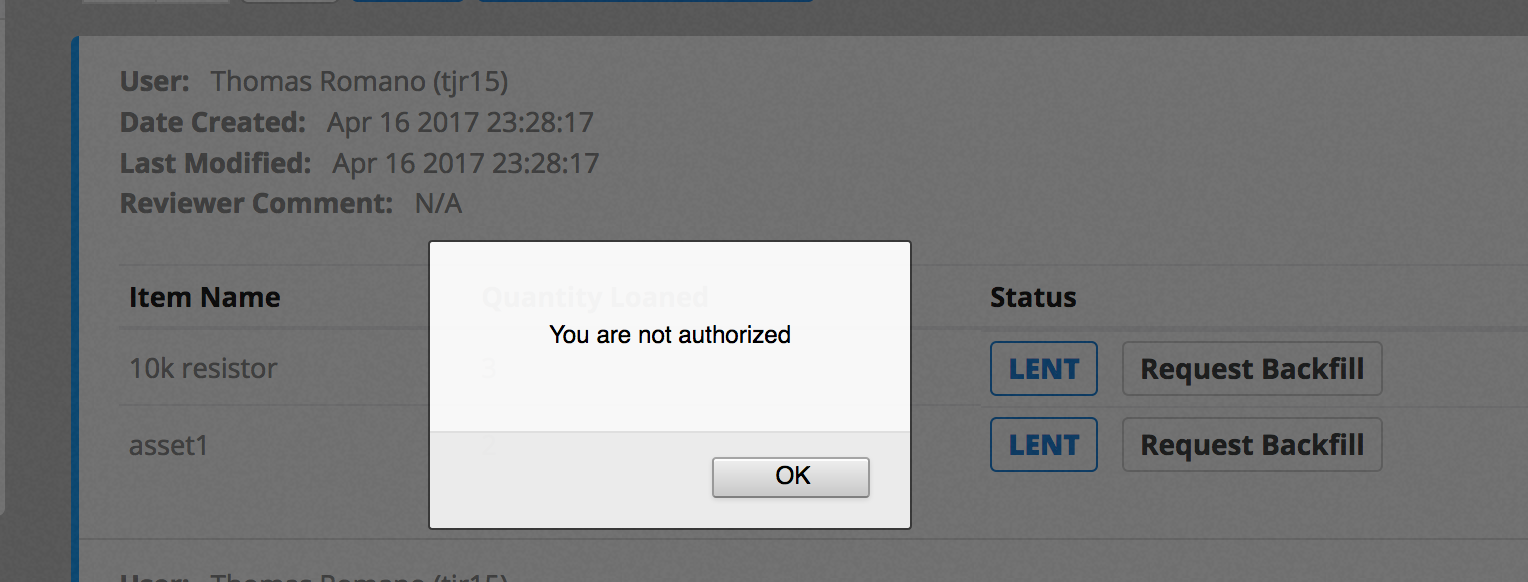 User: Thomas Romano (tjr15)
Date Created: Apr 16 2017 23:28:17
Last Modified: Apr 16 2017 23:28:17
Reviewer Comment: N/A
Item Name Quantity Loaned Status
You are not authorized
10k resistor 3 LENT Request Backfill
asset1 2 LENT Request Backfill
OK
User: Thomas Romano (tjr15)